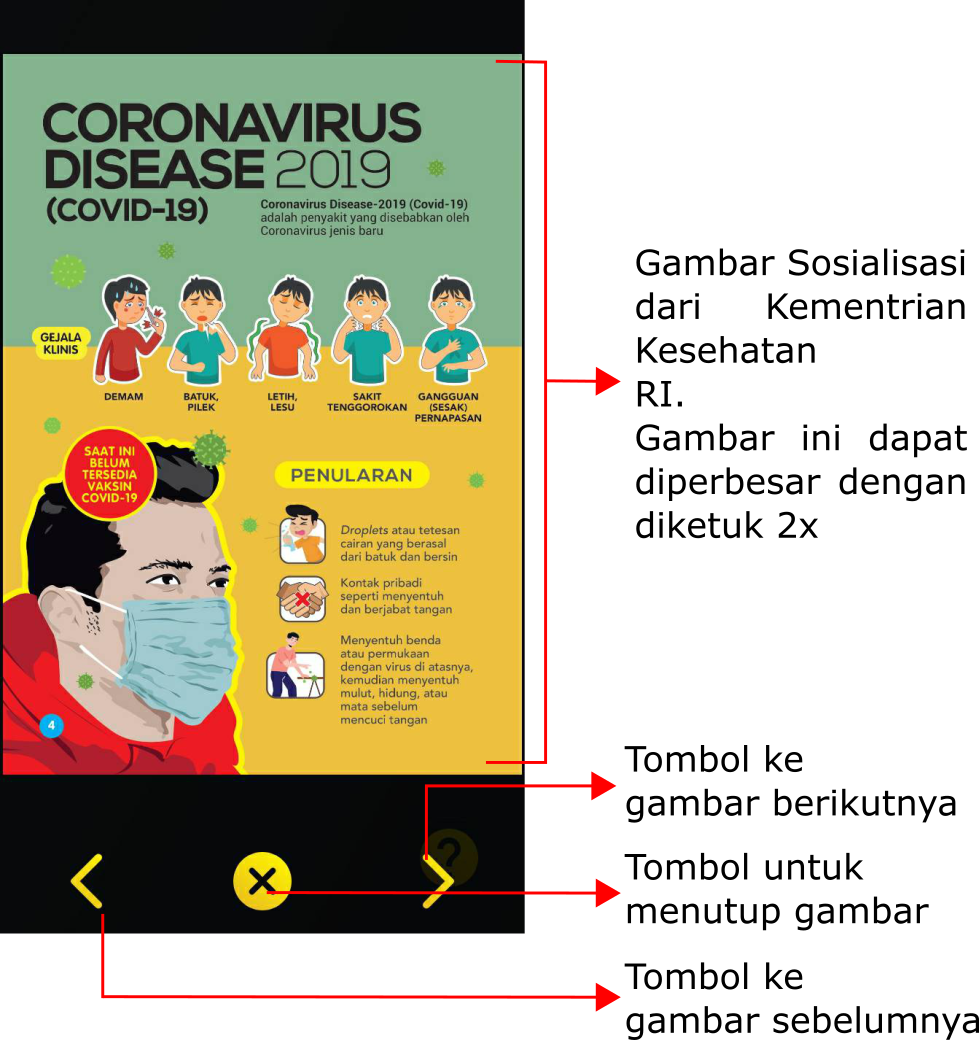 CORONAVIRUS
DISEASE 2019
(COVID-19)
Coronavirus Disease-2019 (Covid-19)
adalah penyakit yang disebabkan oleh
Coronavirus jenis baru
GEJALA
KLINIS
DEMAM
BATUK,
PILEK
LETIH,
LESU
SAKIT
TENGGOROKAN
GANGGUAN
(SESAK)
PERNAPASAN
SAAT INI
BELUM
TERSEDIA
VAKSIN
COVID-19
PENULARAN
Droplets atau tetesan
cairan yang berasal
dari batuk dan bersin
Kontak pribadi
seperti menyentuh
dan berjabat tangan
Menyentuh benda
atau permukaan
dengan virus di atasnya,
kemudian menyentuh
mulut, hidung, atau
mata sebelum
mencuci tangan
4
?
Gambar Sosialisasi
dari Kementrian
Kesehatan
RI.
Gambar ini dapat
diperbesar dengan
diketuk 2x
Tombol ke
gambar berikutnya
Tombol untuk
menutup gambar
Tombol ke
gambar sebelumnya